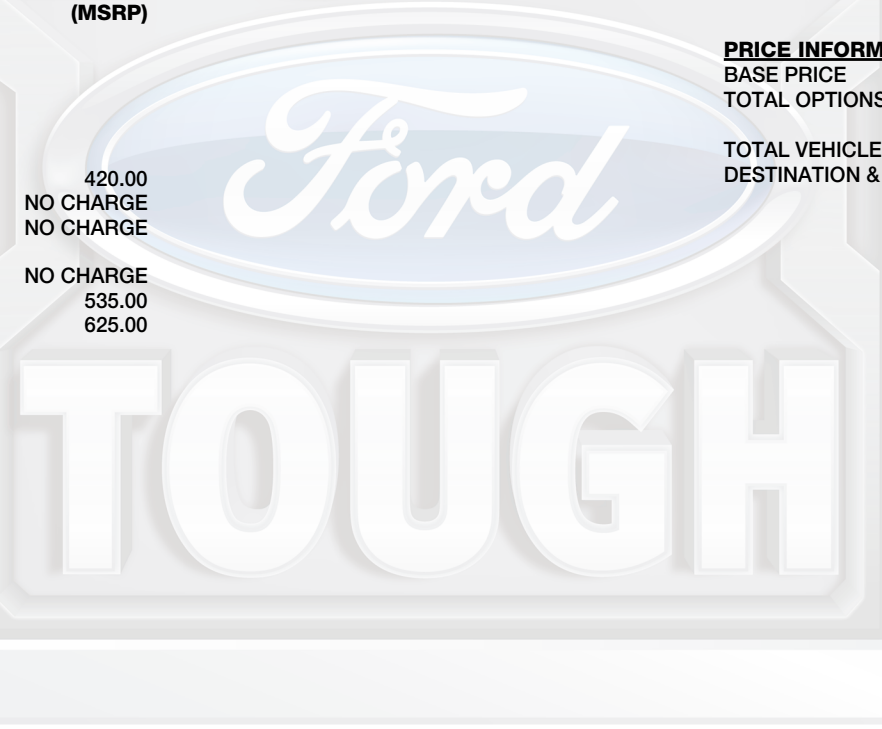 (MSRP)
420.00
NO CHARGE
NO CHARGE
NO CHARGE
535.00
625.00
PRICE INFORM
BASE PRICE
TOTAL OPTIONS
TOTAL VEHICLE
DESTINATION &
Ford
TOUGH